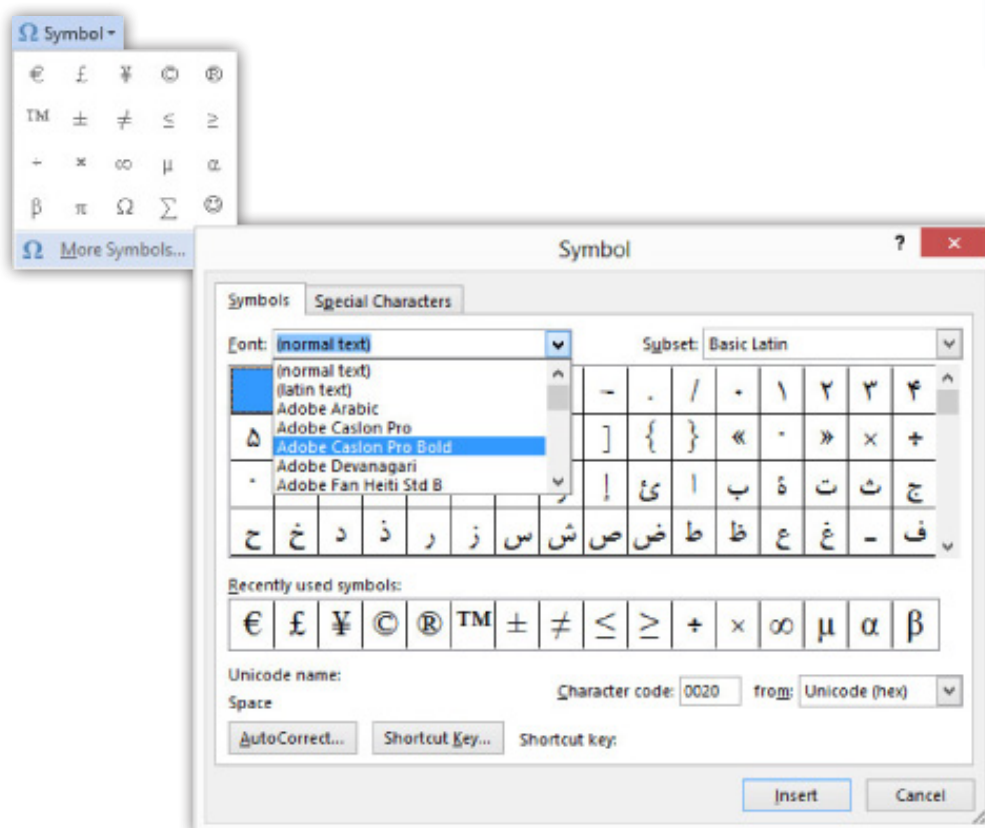 Ω Symbol
€ £ ¥ © ®
™ ± ≠ ≤ ≥
÷ × ∞ µ α
β π Ω ∑ ☺
Ω More Symbols...
Symbol ? ×
Symbols Special Characters
Font: (normal text) Subset: Basic Latin
(normal text)
(latin text)
Adobe Arabic
Adobe Caslon Pro
Adobe Caslon Pro Bold
Adobe Devanagari
Adobe Fan Heiti Std B
- . / ٠ ١ ٢ ٣ ۴
۵ ] { } « · » × ÷
إ ئ ا ب ة ت ث ج
ح خ د ذ ر ز س ش ص ض ط ظ ع غ ـ ف
Recently used symbols:
€ £ ¥ © ® ™ ± ≠ ≤ ≥ ÷ × ∞ µ α β
Unicode name:
Space
Character code: 0020 from: Unicode (hex)
AutoCorrect... Shortcut Key... Shortcut key:
Insert Cancel